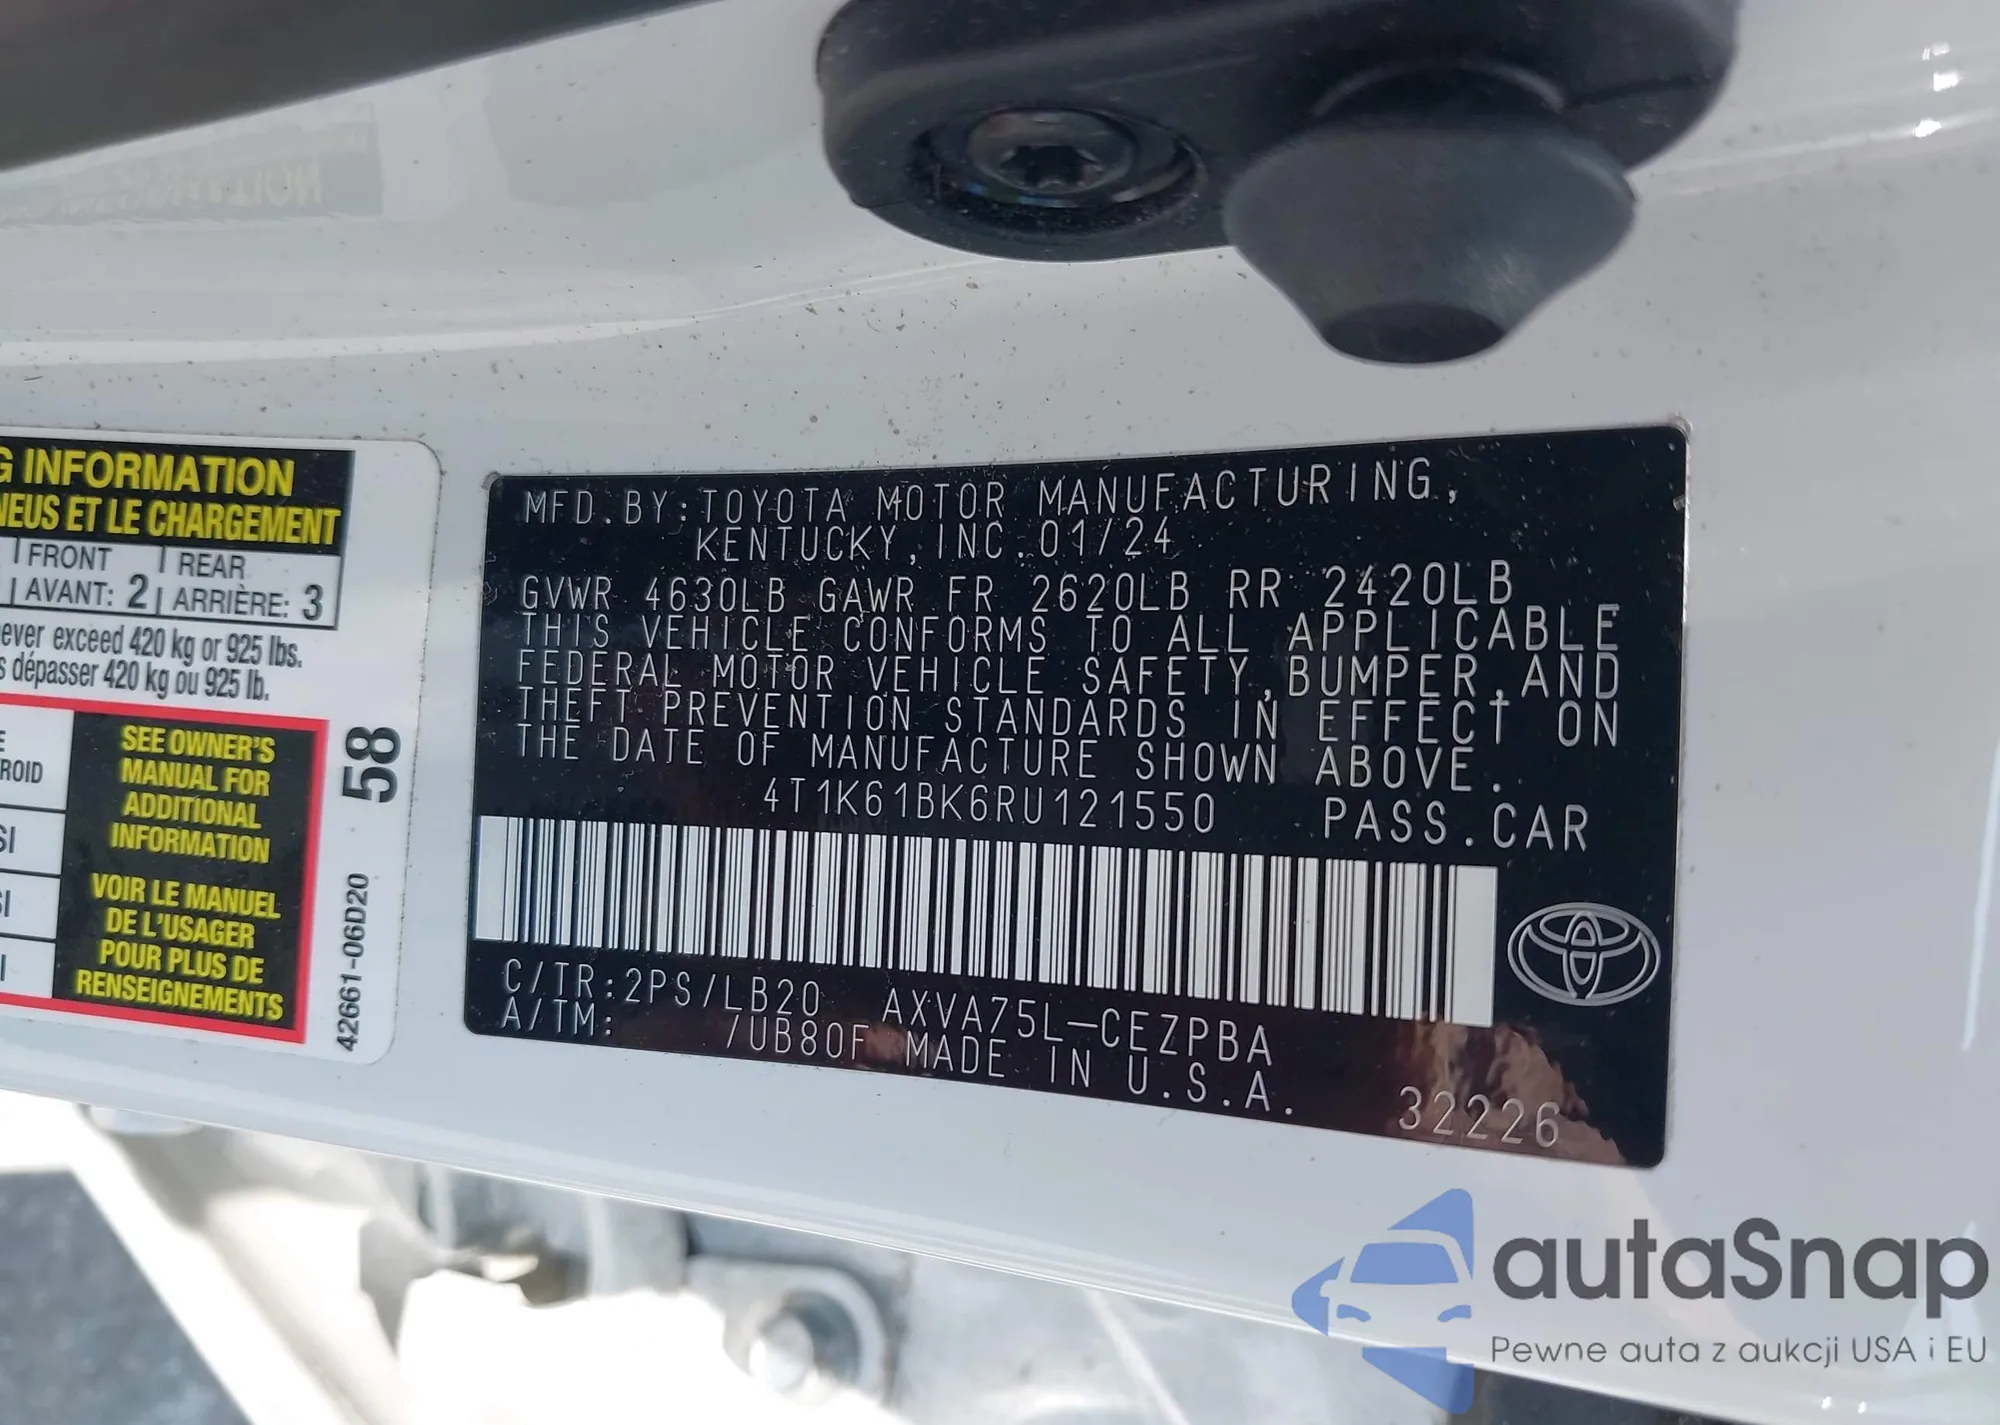 G INFORMATION
NEUS ET LE CHARGEMENT
FRONT REAR
AVANT: 2 ARRIÈRE: 3
ever exceed 420 kg or 925 lbs.
s dépasser 420 kg ou 925 lb.
E
ROID
SI
SI
I
SEE OWNER'S
MANUAL FOR
ADDITIONAL
INFORMATION
VOIR LE MANUEL
DE L'USAGER
POUR PLUS DE
RENSEIGNEMENTS
58
42661-06D20
MFD.BY:TOYOTA MOTOR MANUFACTURING,
KENTUCKY,INC.01/24
GVWR 4630LB GAWR FR 2620LB RR 2420LB
THIS VEHICLE CONFORMS TO ALL APPLICABLE
FEDERAL MOTOR VEHICLE SAFETY,BUMPER,AND
THEFT PREVENTION STANDARDS IN EFFECT ON
THE DATE OF MANUFACTURE SHOWN ABOVE.
4T1K61BK6RU121550 PASS.CAR
C/TR:2PS/LB20 AXVA75L-CEZPBA
A/TM: /UB80F MADE IN U.S.A.
32226
autaSnap
Pewne auta z aukcji USA i EU